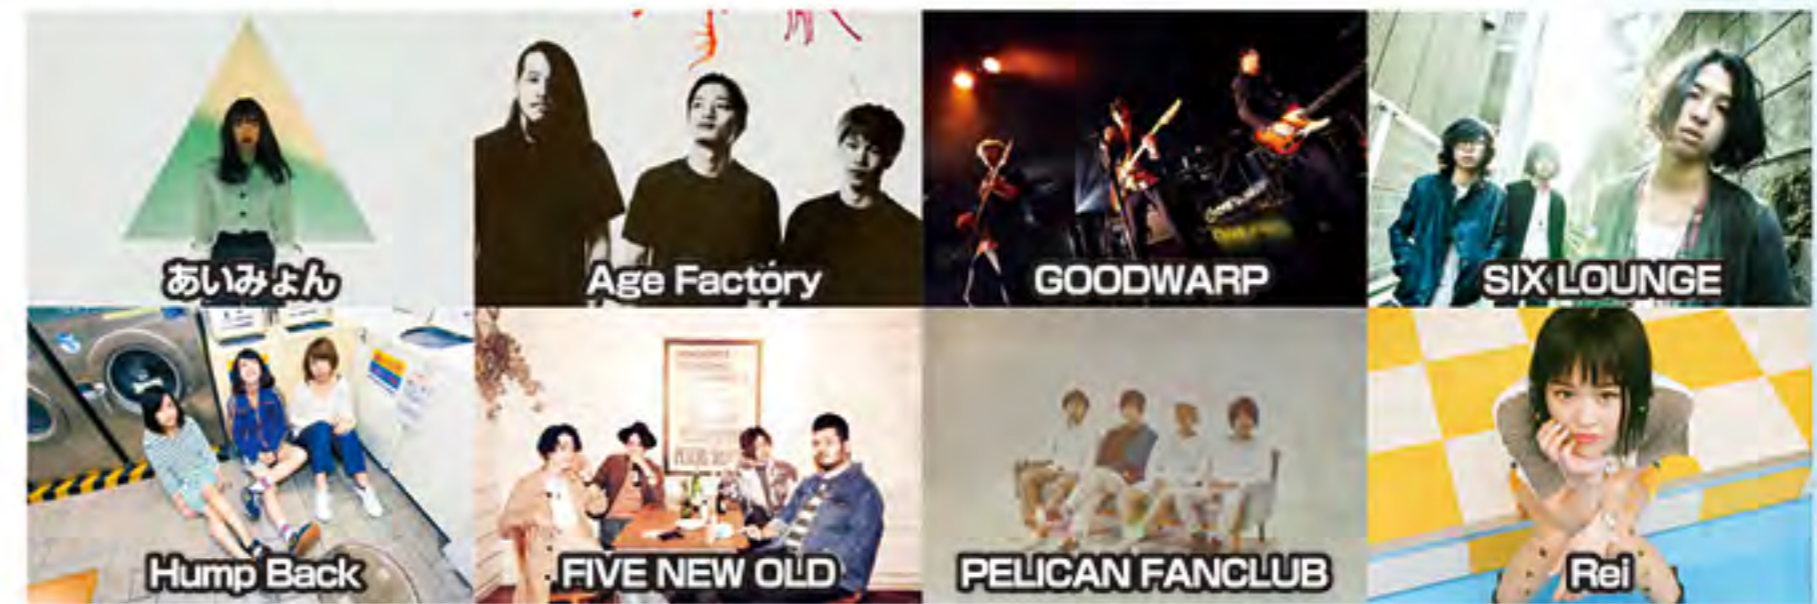 あいみょん
Age Factory
GOODWARP
SIX LOUNGE
Hump Back
FIVE NEW OLD
PELICAN FANCLUB
Rei